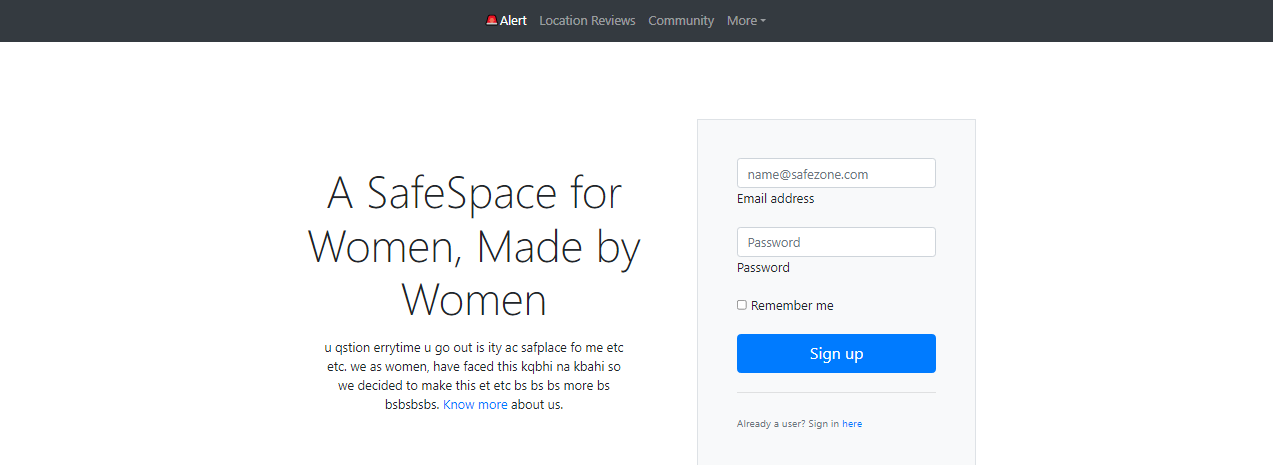 🚨Alert Location Reviews Community More
A SafeSpace for
Women, Made by
Women
u qstion errytime u go out is ity ac safplace fo me etc
etc. we as women, have faced this kqbhi na kbahi so
we decided to make this et etc bs bs bs more bs
bsbsbsbs. Know more about us.
name@safezone.com
Email address
Password
Password
Remember me
Sign up
Already a user? Sign in here